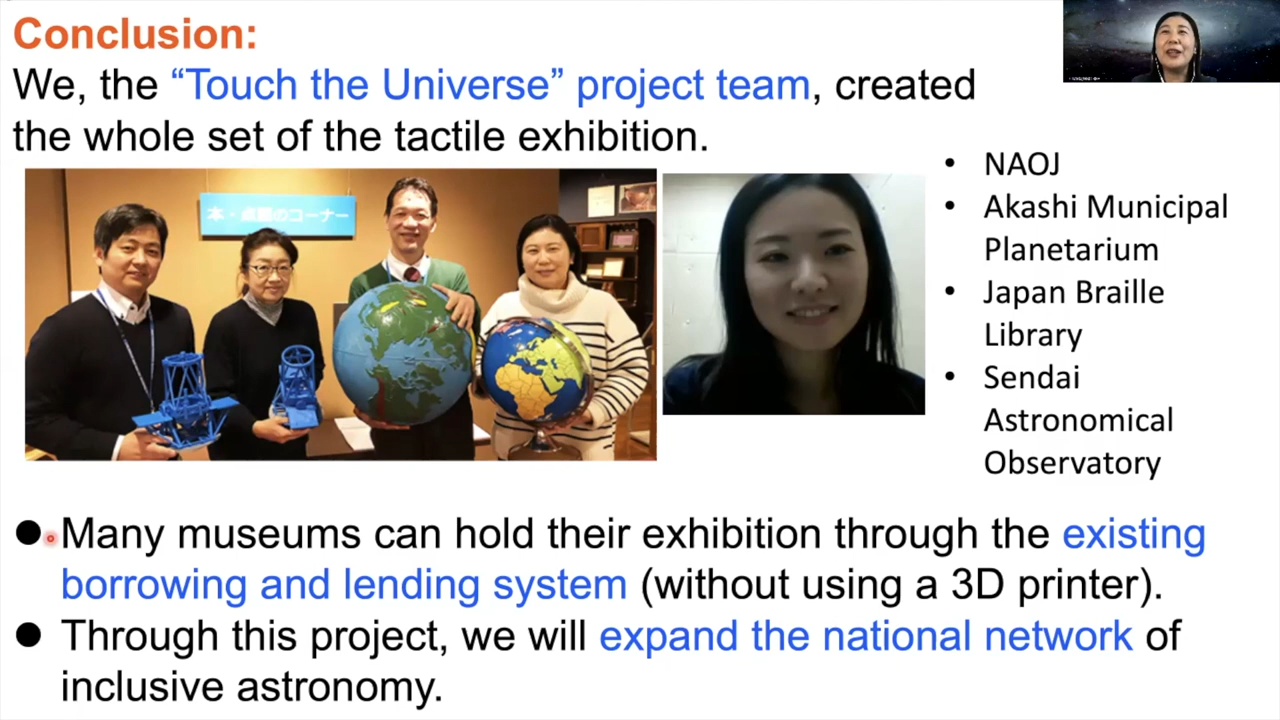 Conclusion:
We, the “Touch the Universe” project team, created
the whole set of the tactile exhibition.
本・点図のコーナー
• NAOJ
• Akashi Municipal
Planetarium
• Japan Braille
Library
• Sendai
Astronomical
Observatory
● Many museums can hold their exhibition through the existing
borrowing and lending system (without using a 3D printer).
● Through this project, we will expand the national network of
inclusive astronomy.